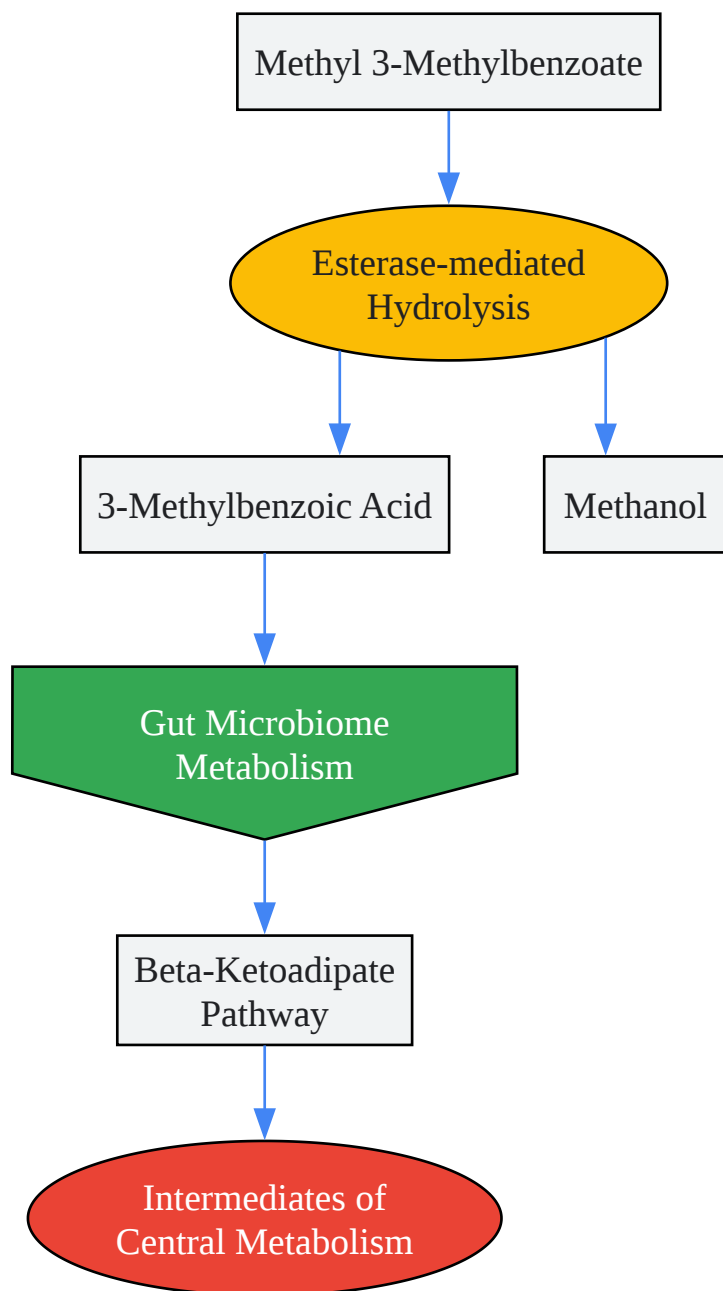 Methyl 3-Methylbenzoate
Esterase-mediated
Hydrolysis
3-Methylbenzoic Acid
Methanol
Gut Microbiome
Metabolism
Beta-Ketoadipate
Pathway
Intermediates of
Central Metabolism